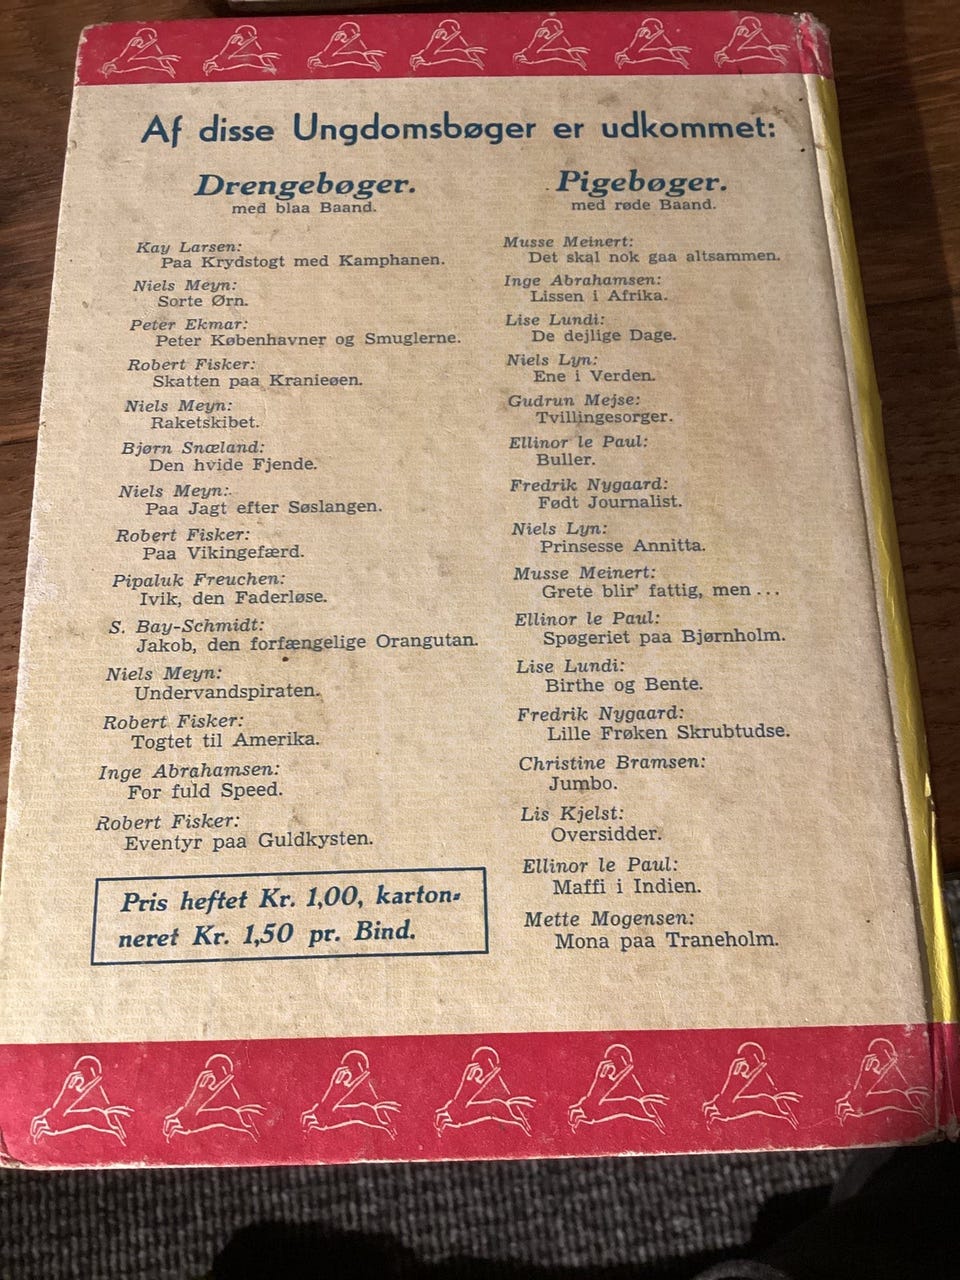 Af disse Ungdomsbøger er udkommet:
Drengebøger.
med blaa Baand.
Kay Larsen:
Paa Krydstogt med Kamphanen.
Niels Meyn:
Sorte Ørn.
Peter Ekmar:
Peter Københavner og Smuglerne.
Robert Fisker:
Skatten paa Kranieøen.
Niels Meyn:
Raketskibet.
Bjørn Snæland:
Den hvide Fjende.
Niels Meyn:
Paa Jagt efter Søslangen.
Robert Fisker:
Paa Vikingefærd.
Pipaluk Freuchen:
Ivik, den Faderløse.
S. Bay-Schmidt:
Jakob, den forfængelige Orangutan.
Niels Meyn:
Undervandspiraten.
Robert Fisker:
Togtet til Amerika.
Inge Abrahamsen:
For fuld Speed.
Robert Fisker:
Eventyr paa Guldkysten.
Pris heftet Kr. 1,00, karton-
neret Kr. 1,50 pr. Bind.
Pigebøger.
med røde Baand.
Musse Meinert:
Det skal nok gaa altsammen.
Inge Abrahamsen:
Lissen i Afrika.
Lise Lundi:
De dejlige Dage.
Niels Lyn:
Ene i Verden.
Gudrun Mejse:
Tvillingesorger.
Ellinor le Paul:
Buller.
Fredrik Nygaard:
Født Journalist.
Niels Lyn:
Prinsesse Annitta.
Musse Meinert:
Grete blir' fattig, men ...
Ellinor le Paul:
Spøgeriet paa Bjørnholm.
Lise Lundi:
Birthe og Bente.
Fredrik Nygaard:
Lille Frøken Skrubtudse.
Christine Bramsen:
Jumbo.
Lis Kjelst:
Oversidder.
Ellinor le Paul:
Maffi i Indien.
Mette Mogensen:
Mona paa Traneholm.